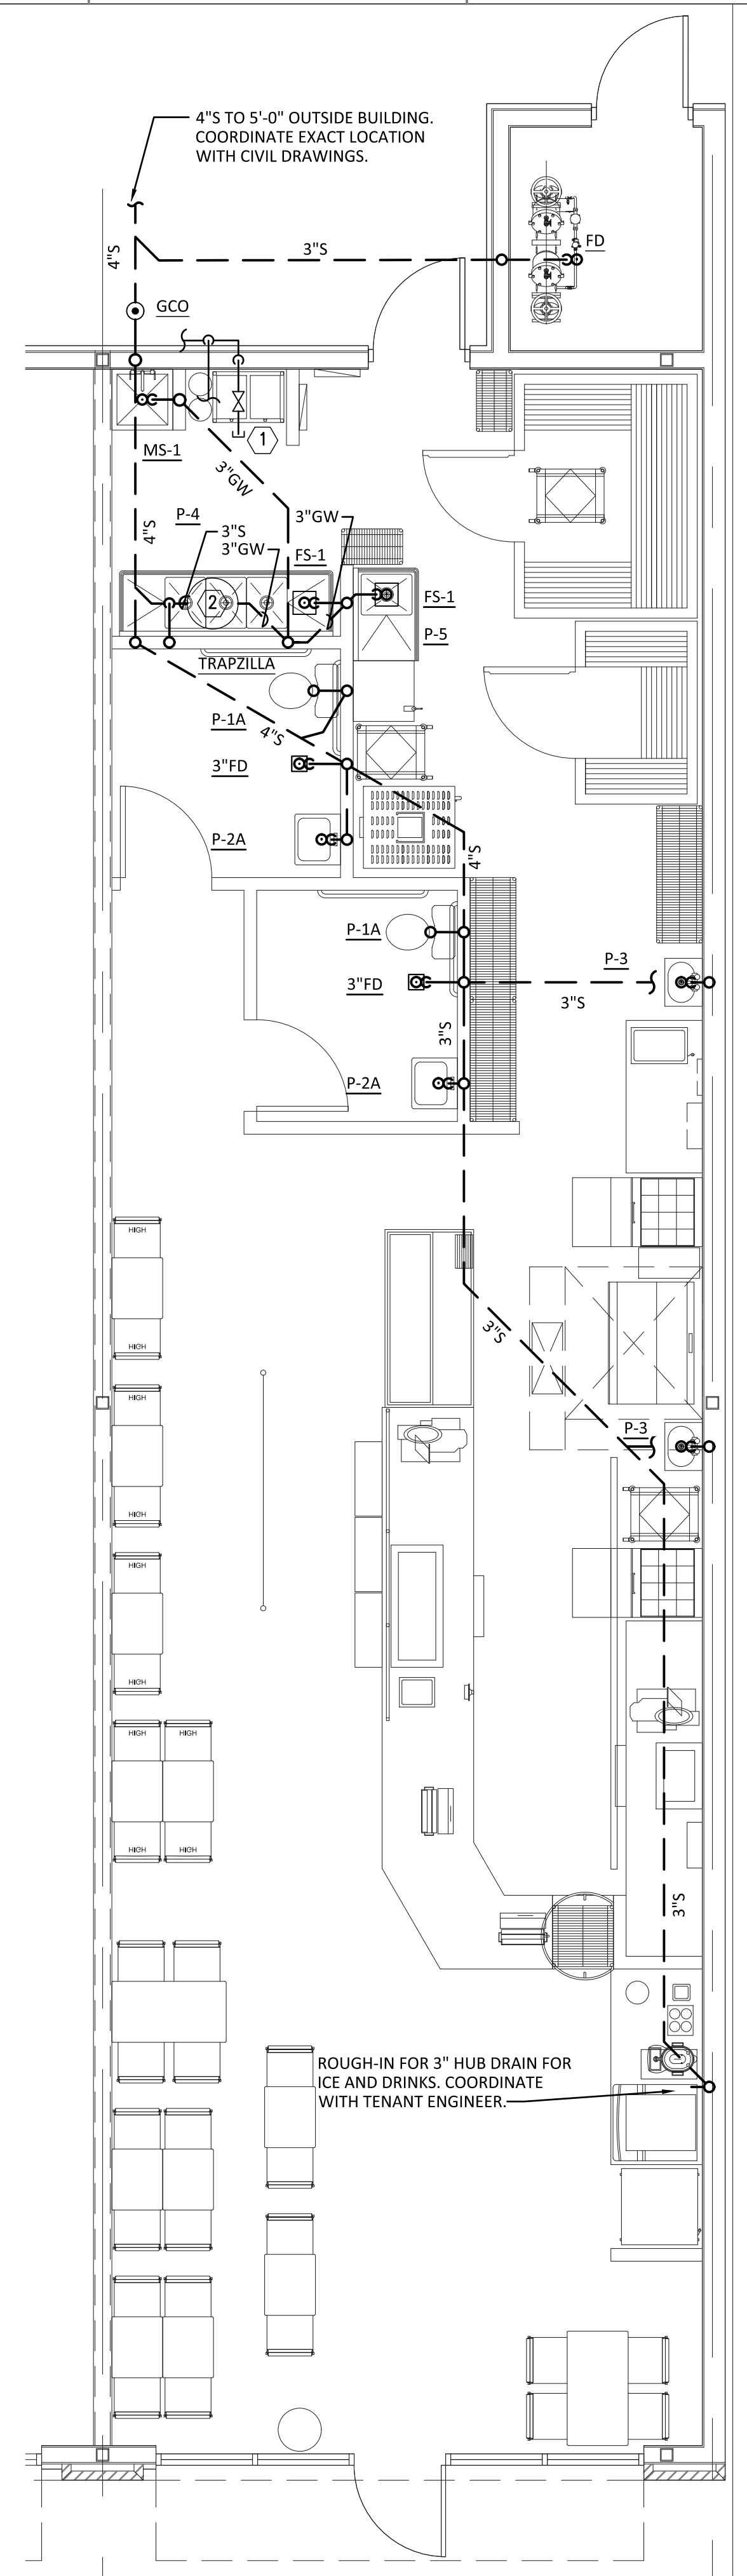 4"S TO 5'-0" OUTSIDE BUILDING.
COORDINATE EXACT LOCATION
WITH CIVIL DRAWINGS.
4"S
3"S
FD
GCO
MS-1
1
3"GW
4"S
P-4
3"S
3"GW
3"GW
FS-1
2
FS-1
P-5
TRAPZILLA
P-1A
4"S
3"FD
P-2A
4"S
P-1A
P-3
3"FD
3"S
3"S
P-2A
HIGH
HIGH
3"S
HIGH
P-3
HIGH
HIGH
HIGH
HIGH
HIGH
HIGH
HIGH
3"S
ROUGH-IN FOR 3" HUB DRAIN FOR
ICE AND DRINKS. COORDINATE
WITH TENANT ENGINEER.